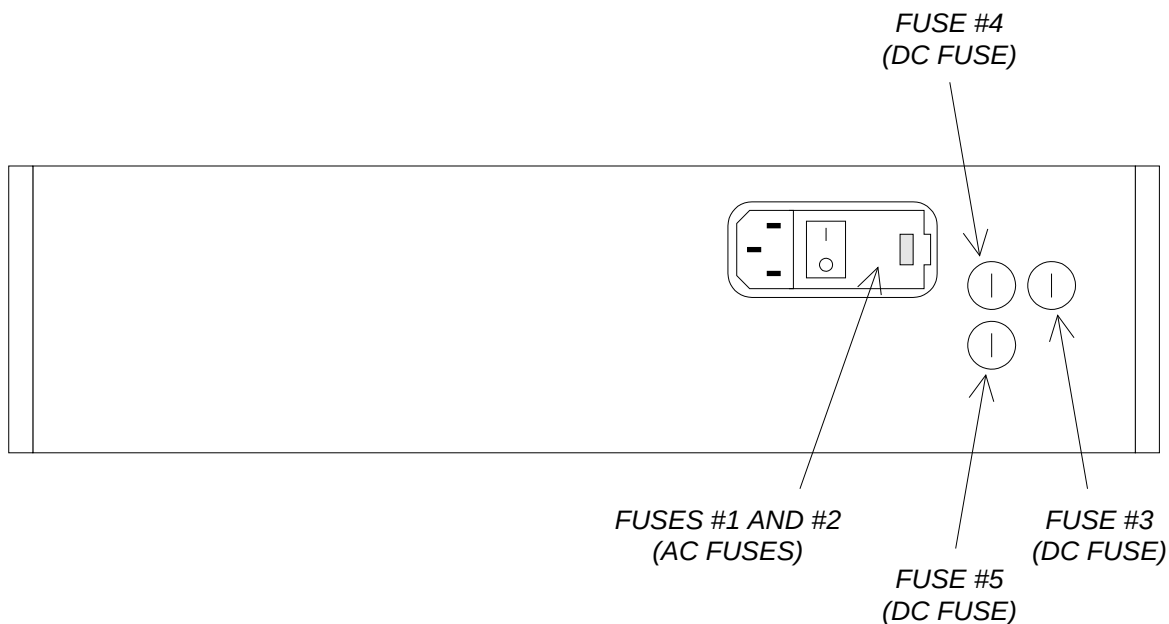 FUSE #4
(DC FUSE)
FUSES #1 AND #2
(AC FUSES)
FUSE #3
(DC FUSE)
FUSE #5
(DC FUSE)